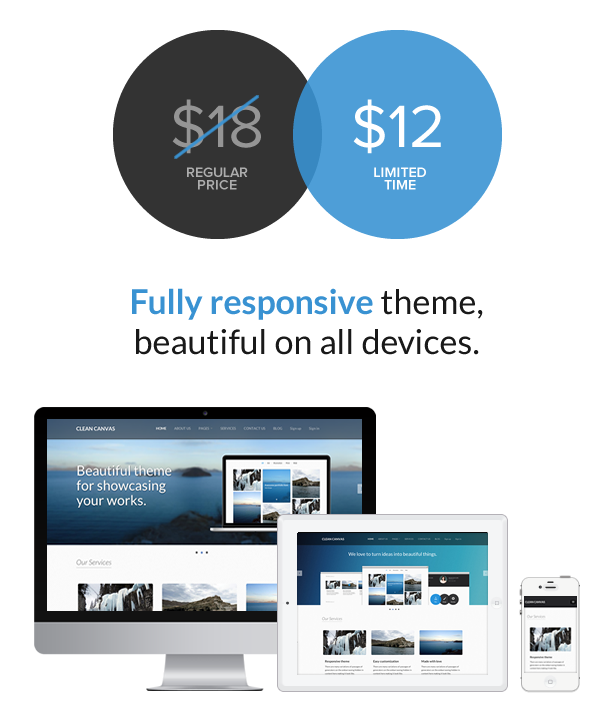 $18
REGULAR
PRICE
$12
LIMITED
TIME
Fully responsive theme,
beautiful on all devices.
CLEAN CANVAS
HOME ABOUT US PAGES SERVICES CONTACT US BLOG Sign up Sign in
Beautiful theme
for showcasing
your works.
Our Services
CLEAN CANVAS
We love to turn ideas into beautiful things.
Our Services
Responsive theme
Easy customization
Made with love
CLEAN CANVAS
Responsive theme